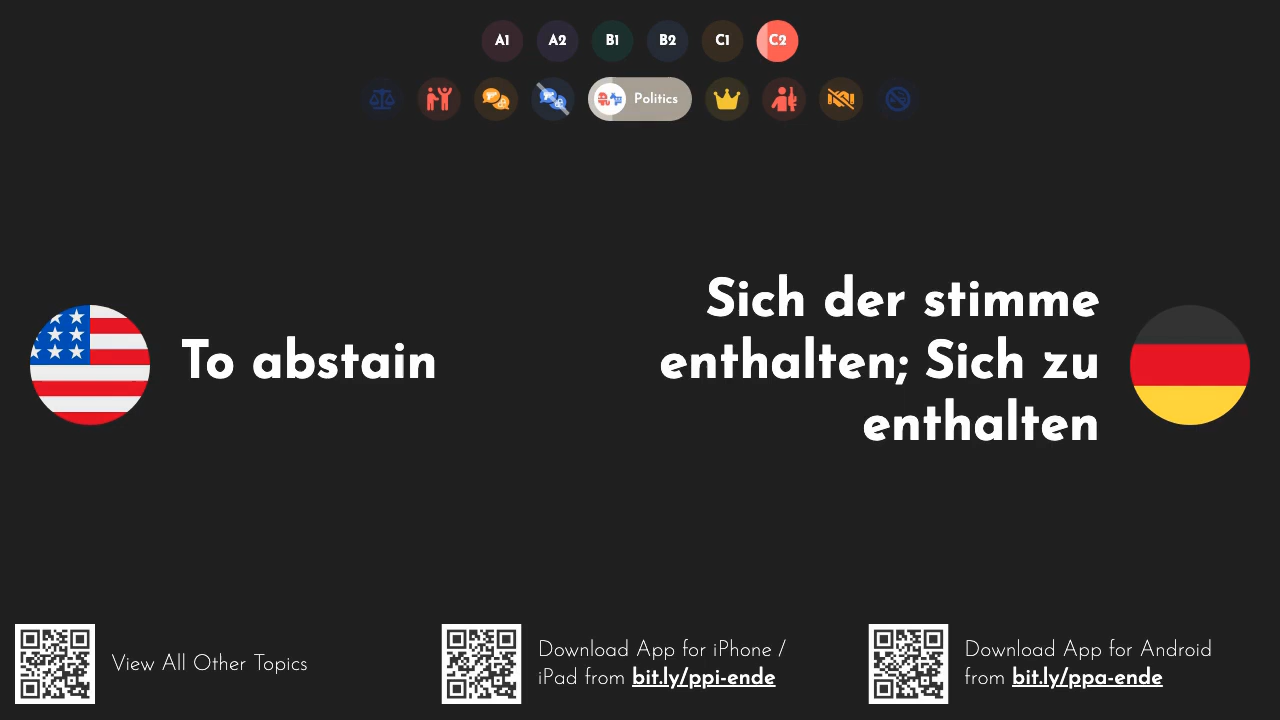 A1 A2 B1 B2 C1 C2
Politics
To abstain
Sich der stimme
enthalten; Sich zu
enthalten
View All Other Topics
Download App for iPhone /
iPad from bit.ly/ppi-ende
Download App for Android
from bit.ly/ppa-ende